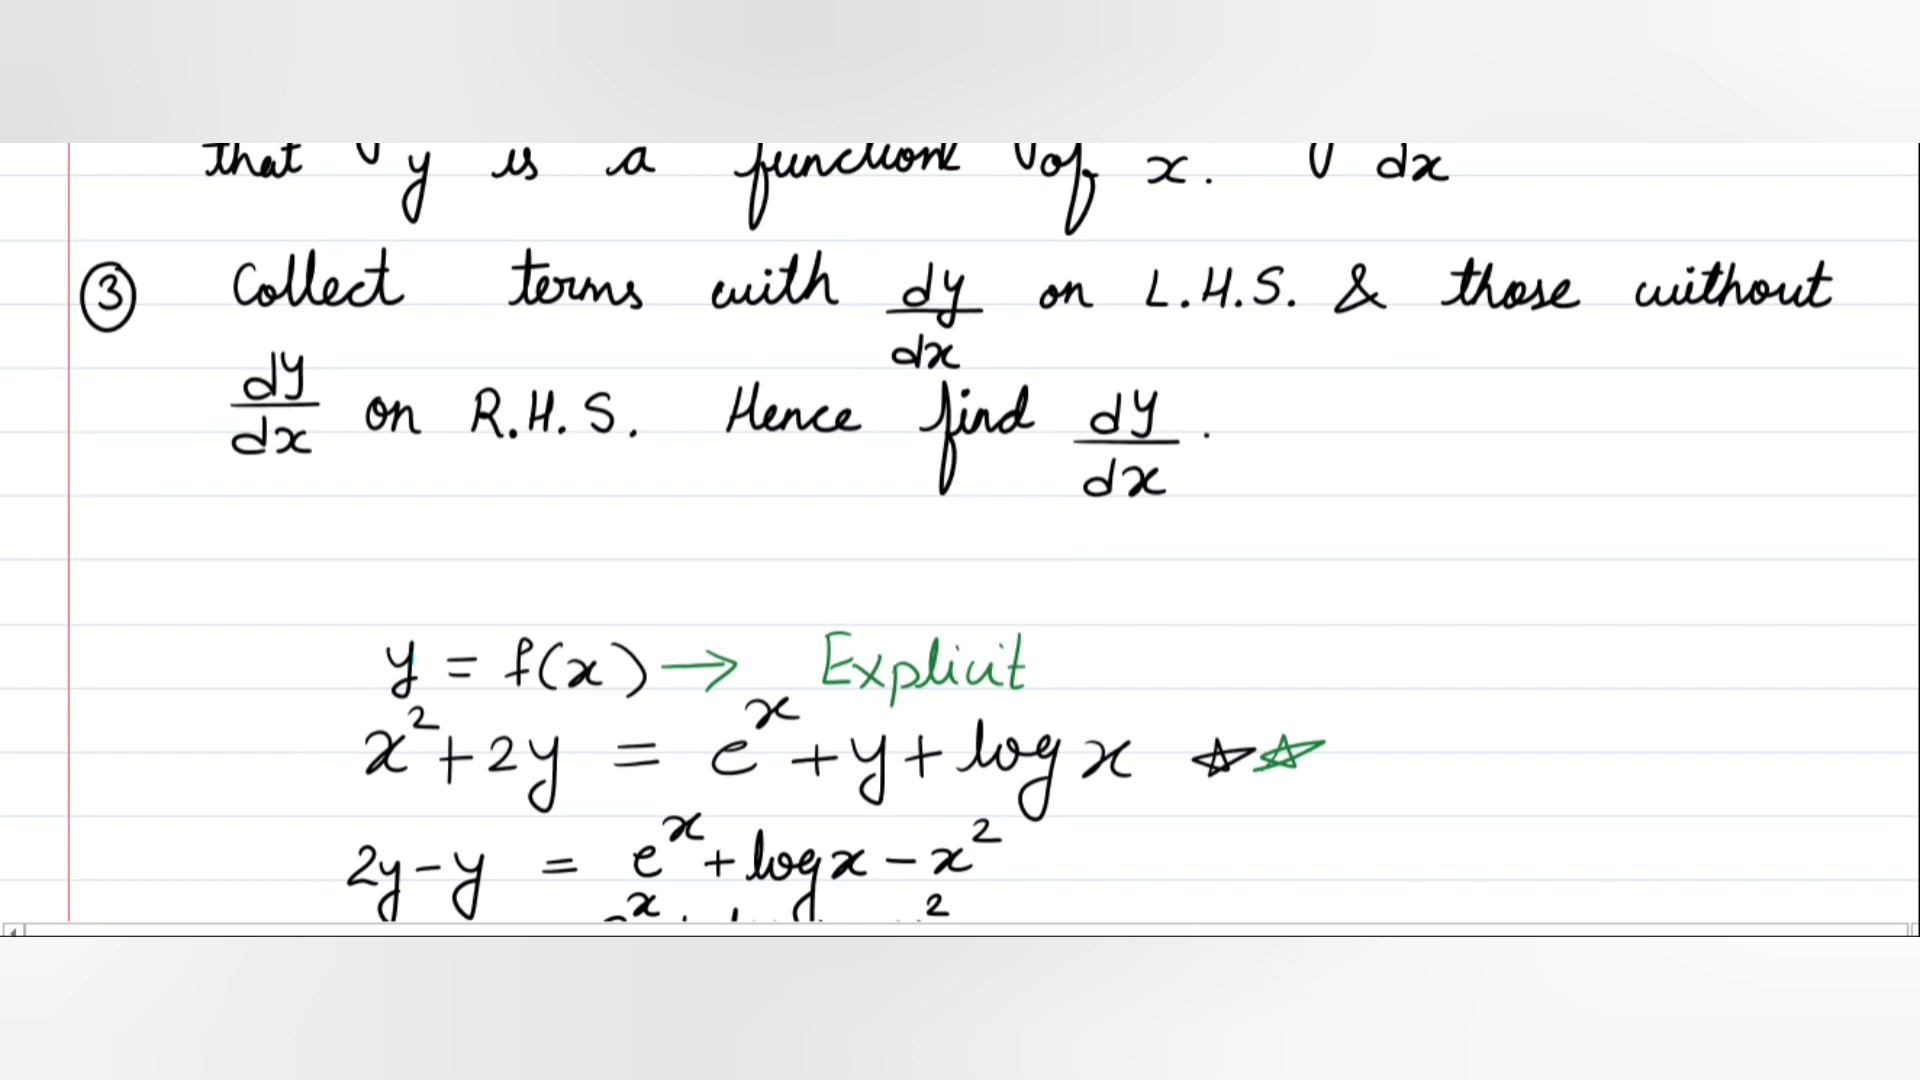 that y is a function of x. dx
③ Collect terms with dy/dx on L.H.S. & those without
dy/dx on R.H.S. Hence find dy/dx.
y = f(x) → Explicit
x² + 2y = eˣ + y + log x ☆☆
2y - y = eˣ + log x - x²